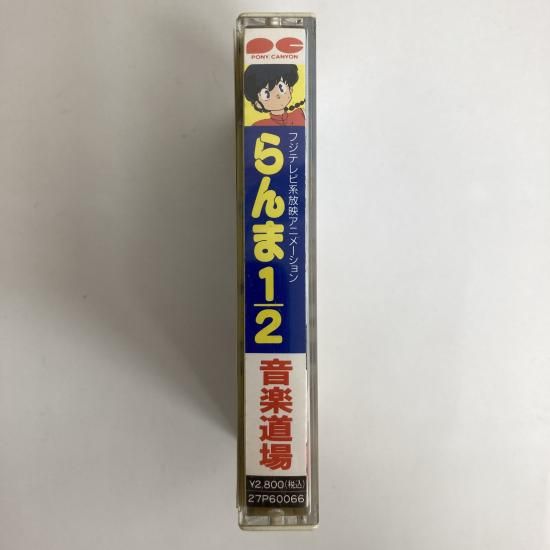 PONY CANYON
フジテレビ系放映アニメーション
らんま1/2
音楽道場
¥2,800(税込)
27P60066